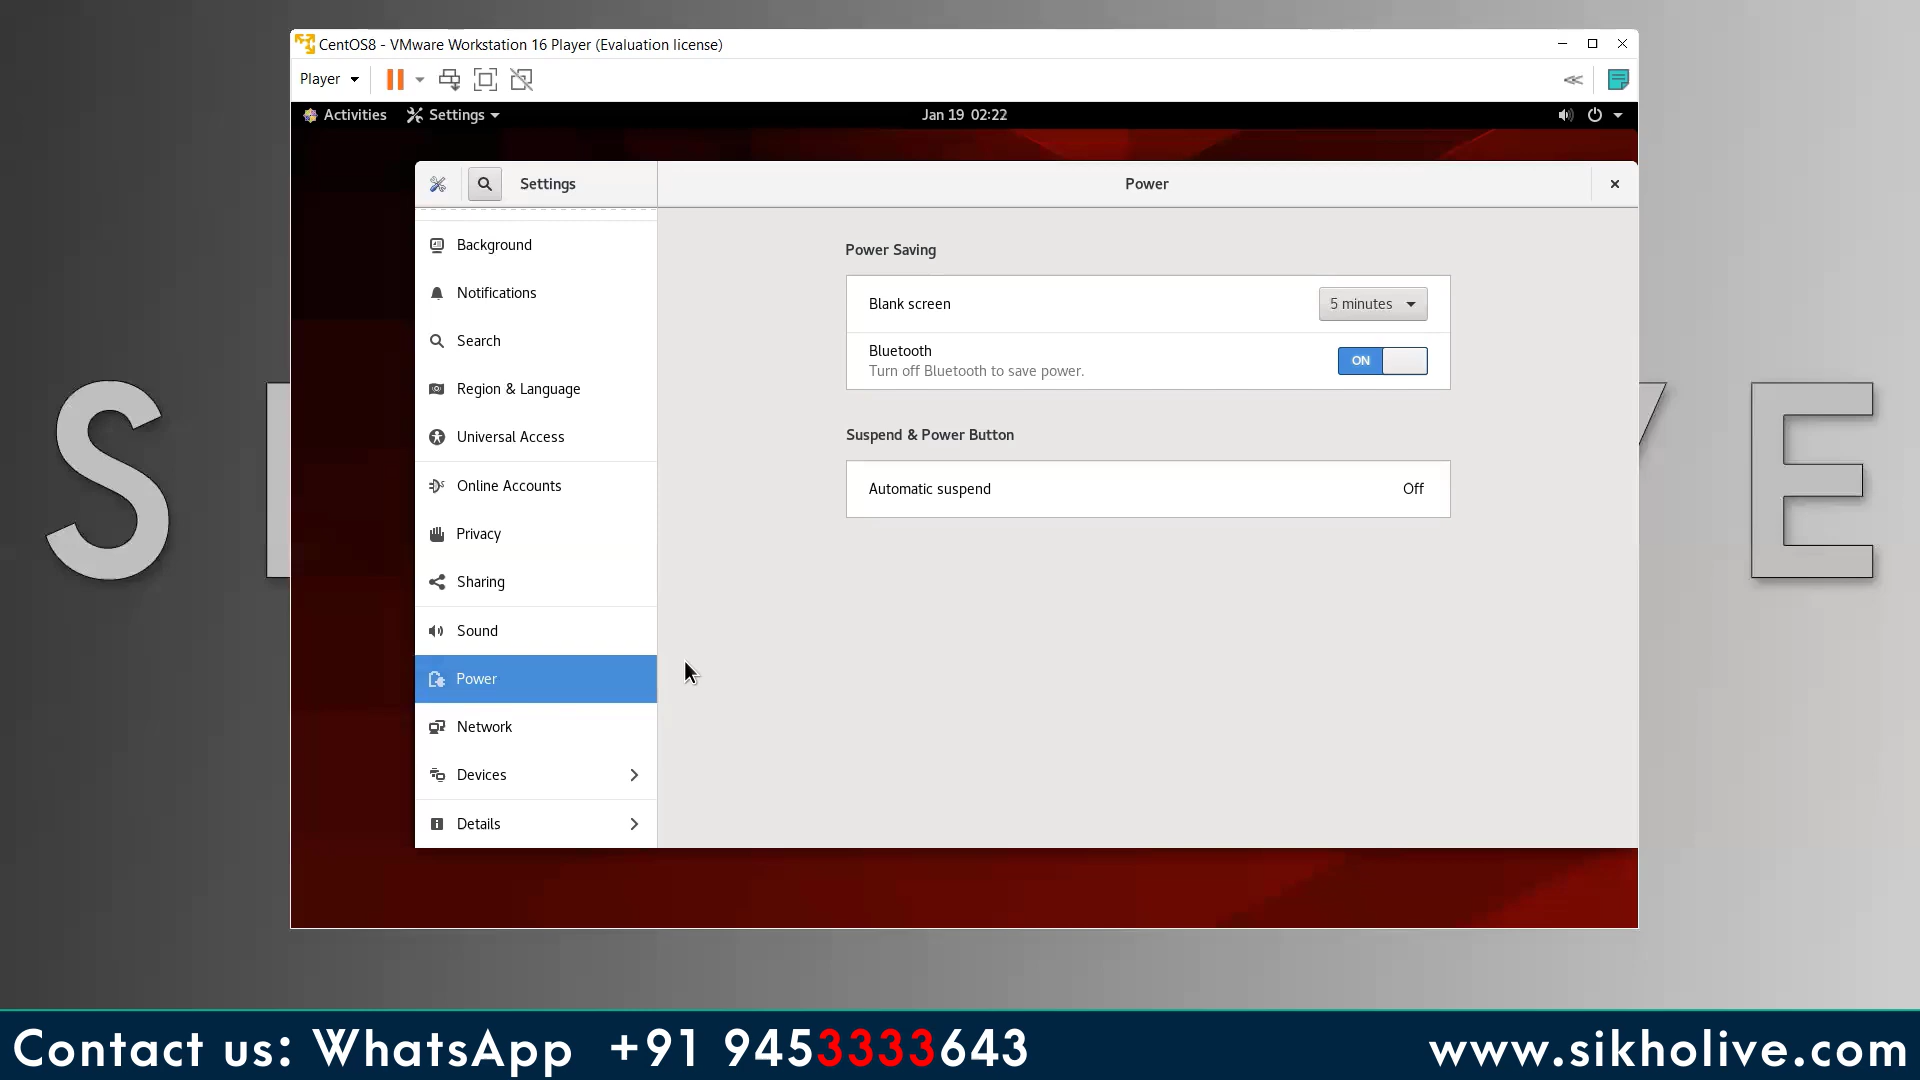 CentOS8 - VMware Workstation 16 Player (Evaluation license)
Player
Activities
Settings
Jan 19 02:22
Settings
Power
Background
Notifications
Search
Region & Language
Universal Access
Online Accounts
Privacy
Sharing
Sound
Power
Network
Devices
Details
Power Saving
Blank screen
5 minutes
Bluetooth
ON
Turn off Bluetooth to save power.
Suspend & Power Button
Automatic suspend
Off
S
E
Contact us: WhatsApp +91 9453333643
www.sikholive.com